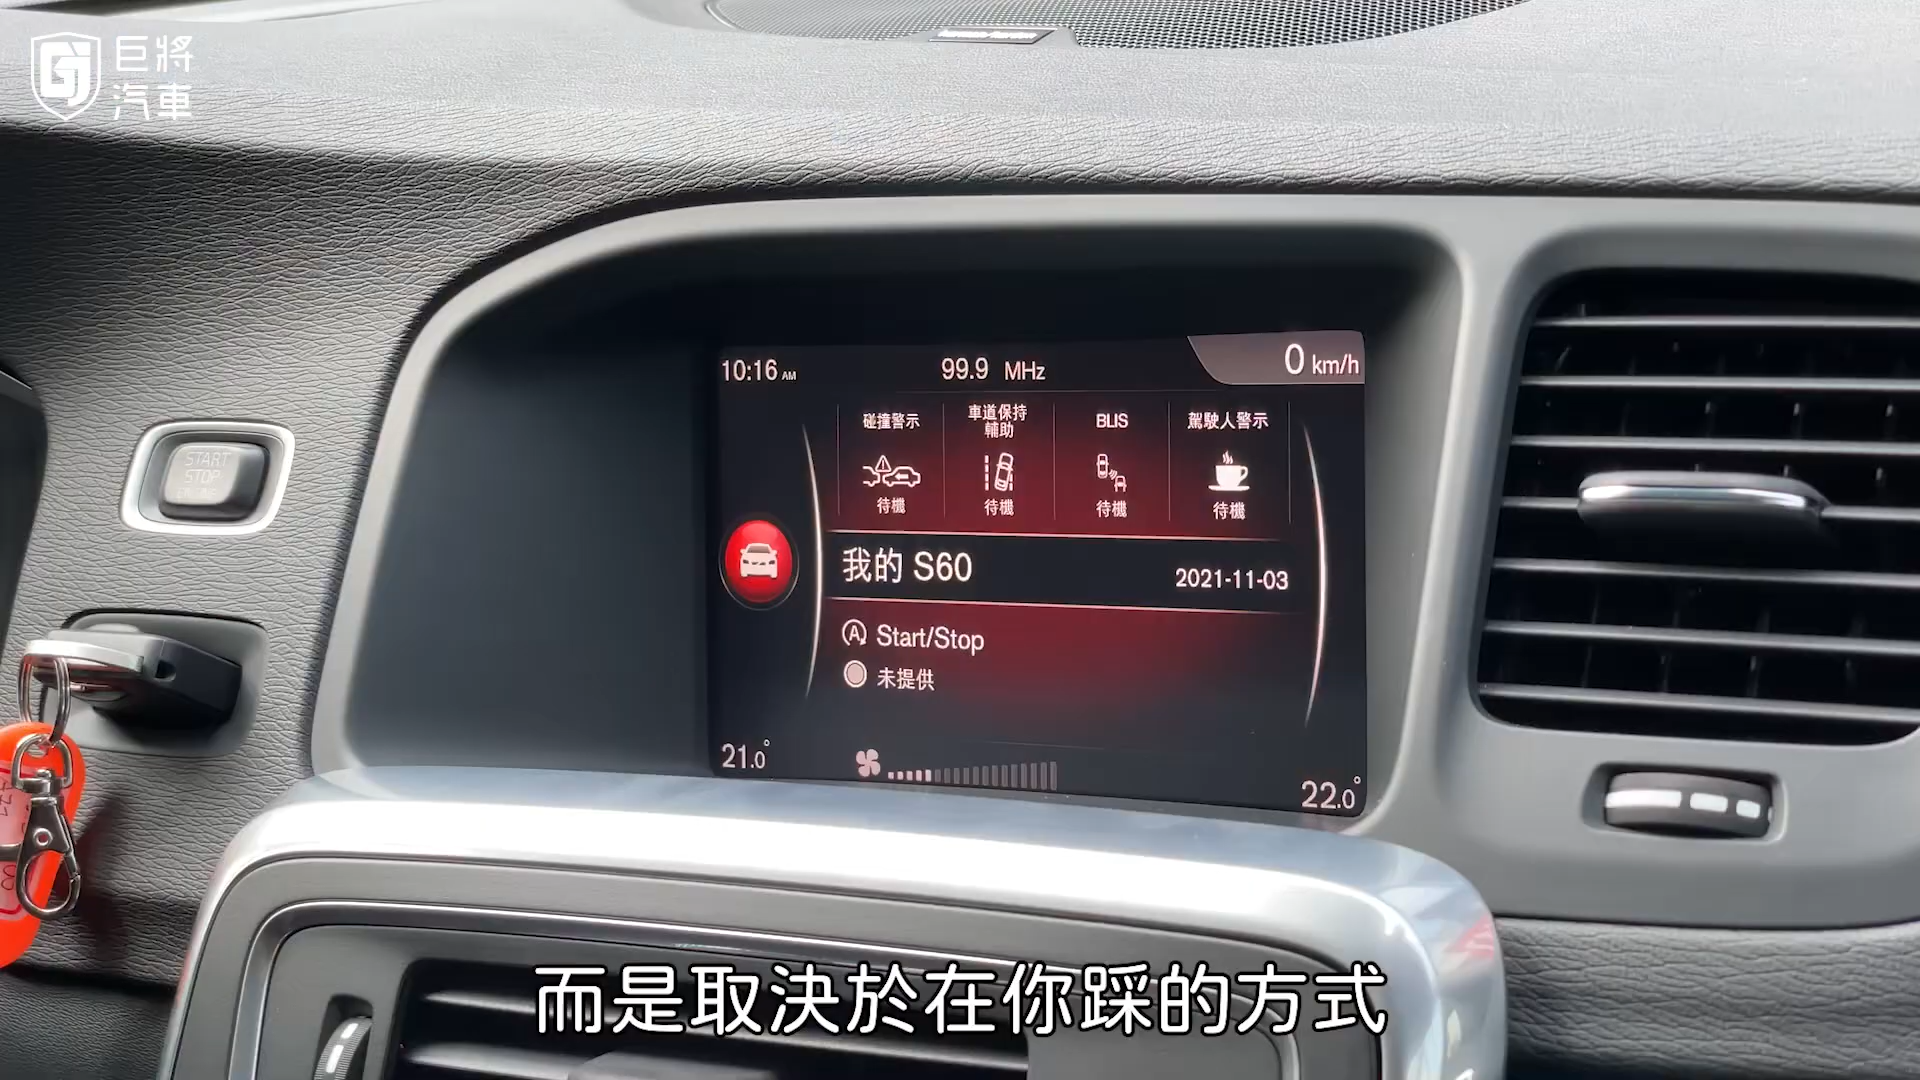 巨將
汽車
10:16 AM
99.9 MHz
0 km/h
碰撞警示
車道保持
輔助
BLIS
駕駛人警示
待機
待機
待機
待機
我的 S60
2021-11-03
Start/Stop
未提供
21.0°
22.0°
START
STOP
ENGINE
而是取決於在你踩的方式